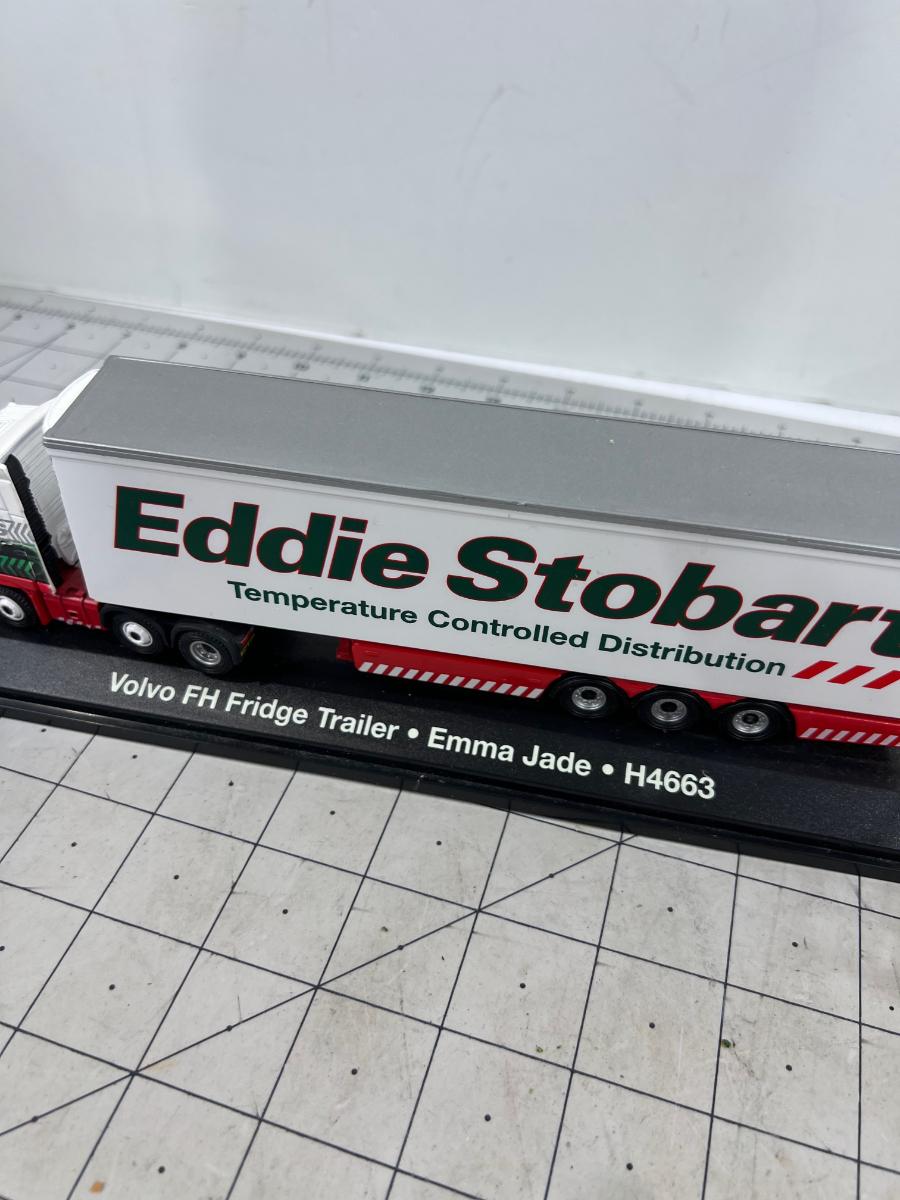 Eddie Stobart
Temperature Controlled Distribution
Volvo FH Fridge Trailer • Emma Jade • H4663